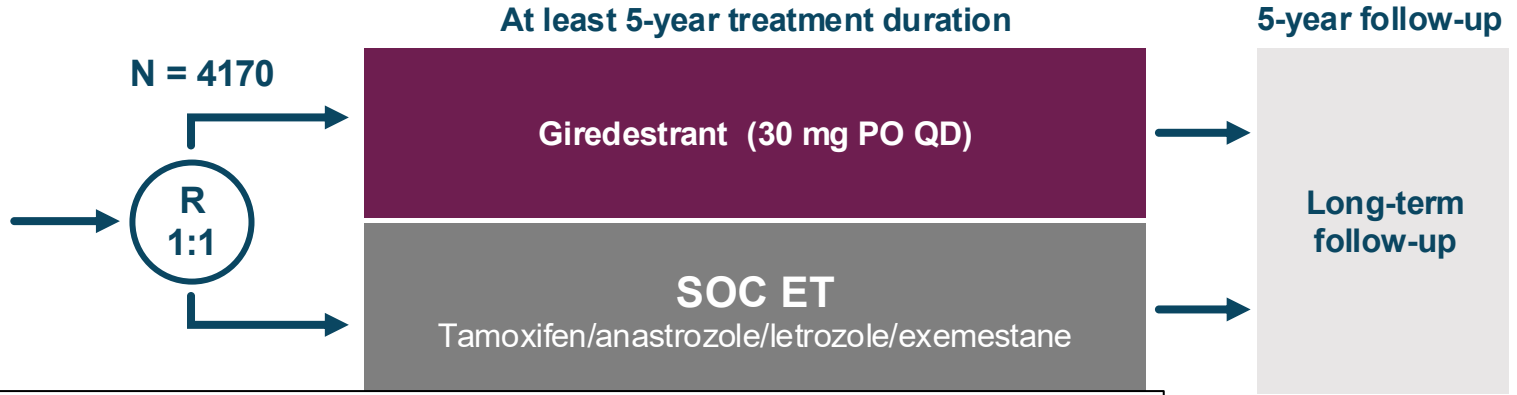 At least 5-year treatment duration
5-year follow-up
N = 4170
R
1:1
Giredestrant (30 mg PO QD)
SOC ET
Tamoxifen/anastrozole/letrozole/exemestane
Long-term
follow-up